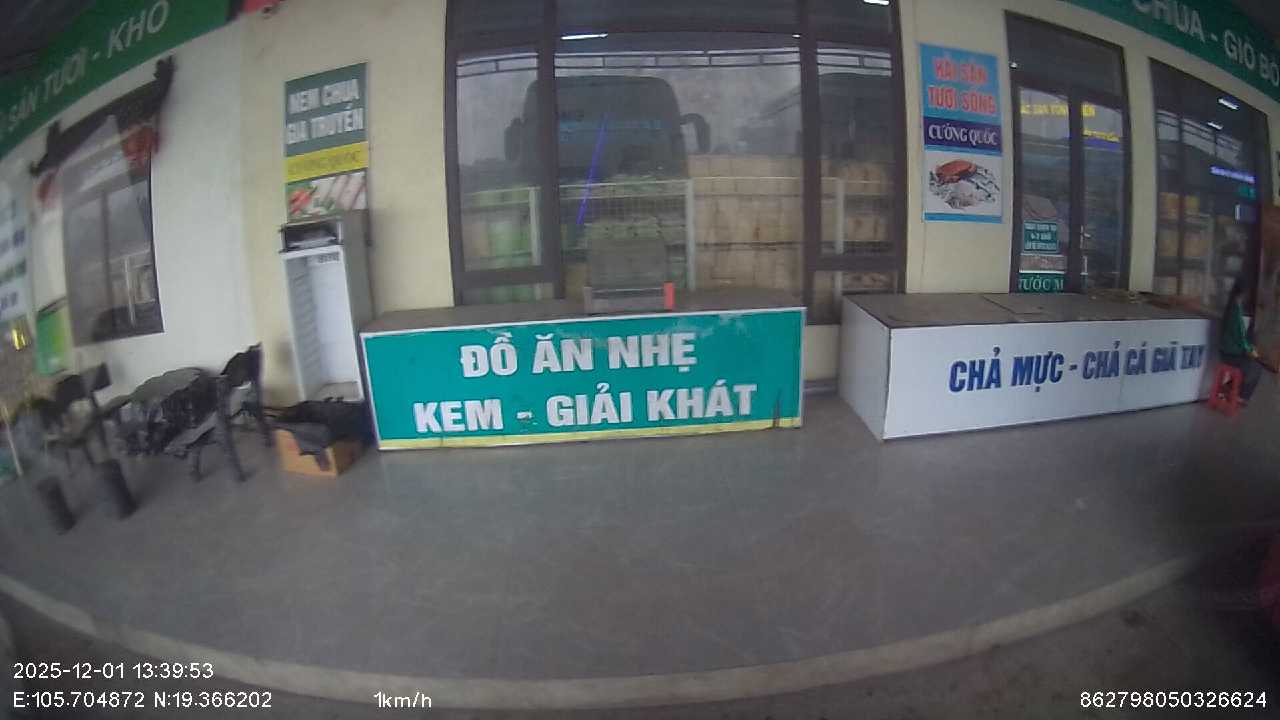 SẢN TƯƠI - KHÔ
CHUA - GIÒ BÒ
NEM CHUA
GIA TRUYỀN
CƯỜNG QUỐC
HẢI SẢN
TƯƠI SỐNG
CƯỜNG QUỐC
ĐỒ ĂN NHẸ
KEM - GIẢI KHÁT
CHẢ MỰC - CHẢ CÁ GIÃ TAY
2025-12-01 13:39:53
E:105.704872 N:19.366202
1km/h
862798050326624